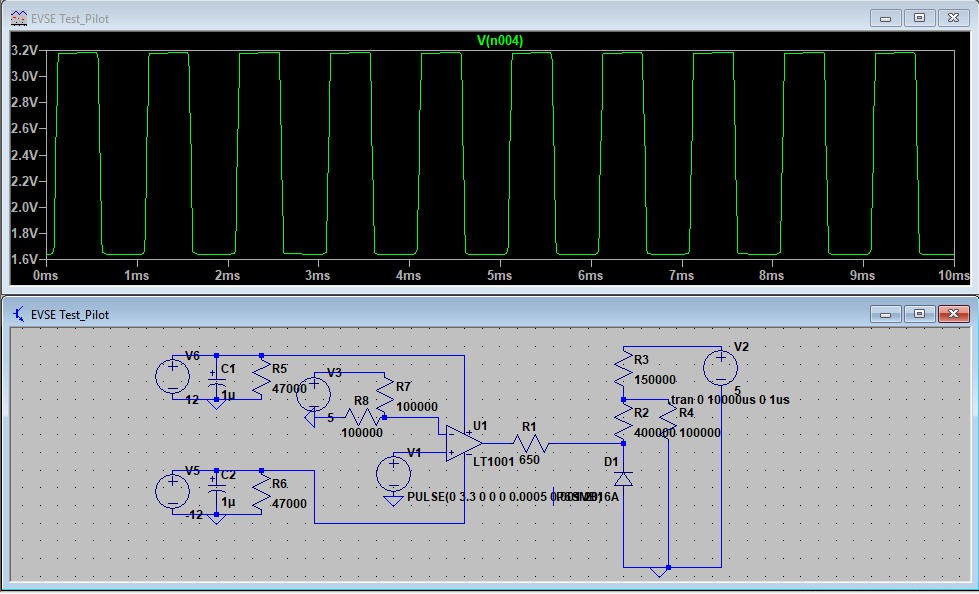 EVSE Test_Pilot
V(n004)
3.2V
3.0V
2.8V
2.6V
2.4V
2.2V
2.0V
1.8V
1.6V
0ms 1ms 2ms 3ms 4ms 5ms 6ms 7ms 8ms 9ms 10ms
EVSE Test_Pilot
V6
12
C1
1µ
R5
47000
V3
5
R7
100000
R8
100000
U1
LT1001
R1
650
V1
PULSE(0 3.3 0 0 0 0.0005
V5
-12
C2
1µ
R6
47000
R3
150000
V2
5
.tran 0 10000us 0 1us
R2
400000
R4
100000
D1